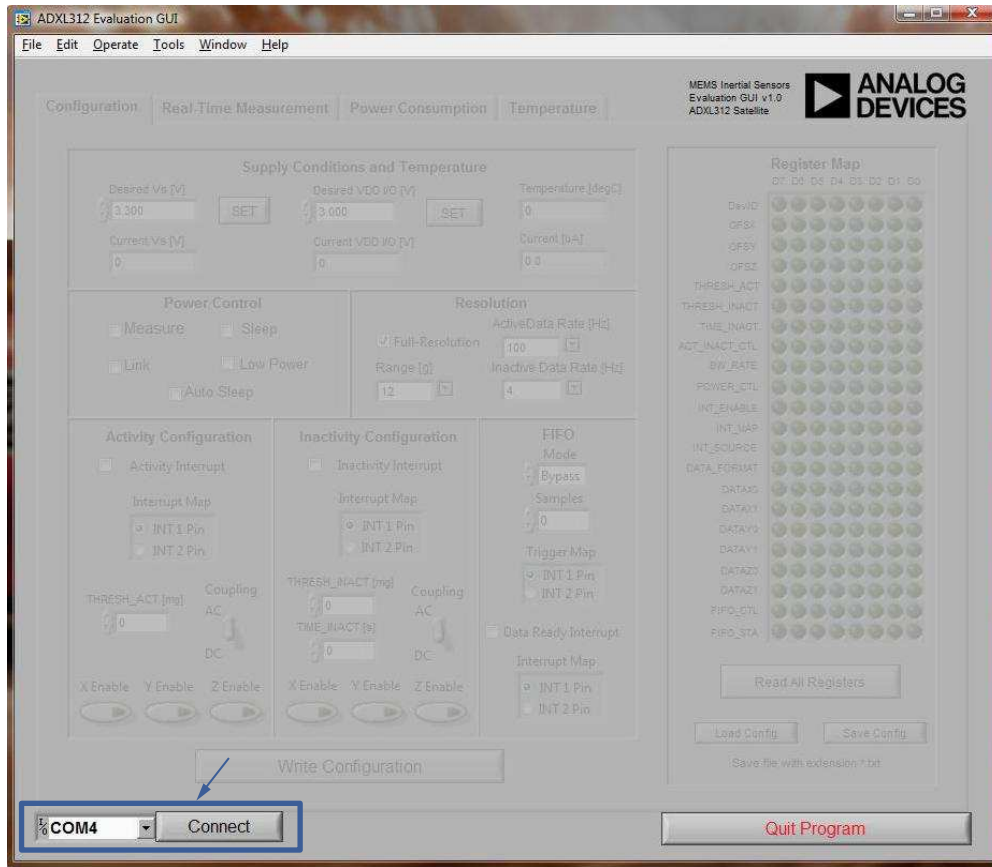 ADXL312 Evaluation GUI
File Edit Operate Tools Window Help
MEMS Inertial Sensors
Evaluation GUI v1.0
ADXL312 Satellite
ANALOG
DEVICES
Configuration Real-Time Measurement Power Consumption Temperature
Supply Conditions and Temperature
Desired Vs [V] Desired VDD I/O [V] Temperature [degC]
3.300 SET 3.000 SET 0
Current Vs [V] Current VDD I/O [V] Current [uA]
0 0 0.0
Power Control
Measure Sleep
Link Low Power
Auto Sleep
Resolution
Full-Resolution
ActiveData Rate [Hz]
100
Range [g] Inactive Data Rate [Hz]
12 4
Activity Configuration
Activity Interrupt
Interrupt Map
INT 1 Pin
INT 2 Pin
THRESH_ACT [mg] Coupling
0 AC
DC
X Enable Y Enable Z Enable
Inactivity Configuration
Inactivity Interrupt
Interrupt Map
INT 1 Pin
INT 2 Pin
THRESH_INACT [mg] Coupling
0 AC
TIME_INACT [s]
0 DC
X Enable Y Enable Z Enable
FIFO
Mode
Bypass
Samples
0
Trigger Map
INT 1 Pin
INT 2 Pin
Data Ready Interrupt
Interrupt Map
INT 1 Pin
INT 2 Pin
Write Configuration
Register Map
D7 D6 D5 D4 D3 D2 D1 D0
DevID
OFSX
OFSY
OFSZ
THRESH_ACT
THRESH_INACT
TIME_INACT
ACT_INACT_CTL
BW_RATE
POWER_CTL
INT_ENABLE
INT_MAP
INT_SOURCE
DATA_FORMAT
DATAX0
DATAX1
DATAY0
DATAY1
DATAZ0
DATAZ1
FIFO_CTL
FIFO_STA
Read All Registers
Load Config Save Config
Save file with extension *.txt
COM4 Connect
Quit Program